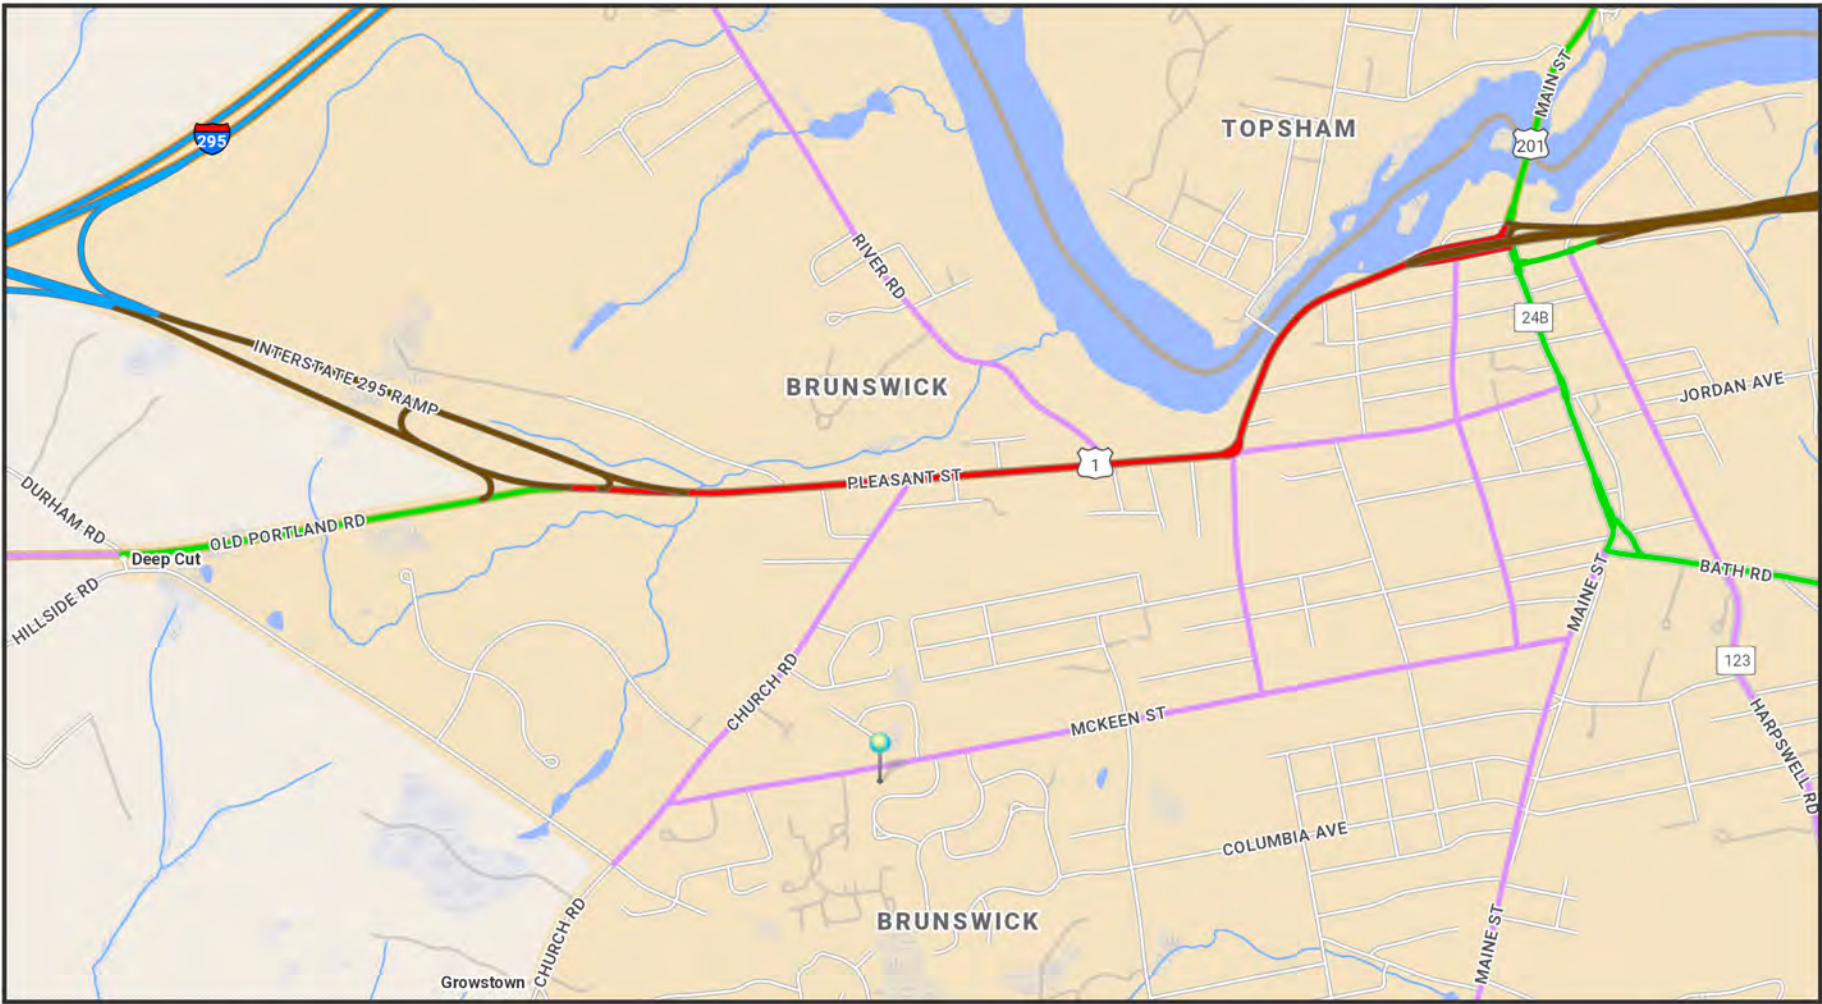 MAIN ST
295
TOPSHAM
201
RIVER RD
24B
INTERSTATE 295 RAMP
BRUNSWICK
JORDAN AVE
1
PLEASANT ST
DURHAM RD
OLD PORTLAND RD
Deep Cut
BATH RD
HILLSIDE RD
MAINE ST
123
CHURCH RD
MCKEEN ST
HARPSWELL RD
COLUMBIA AVE
BRUNSWICK
CHURCH RD
MAINE ST
Growstown